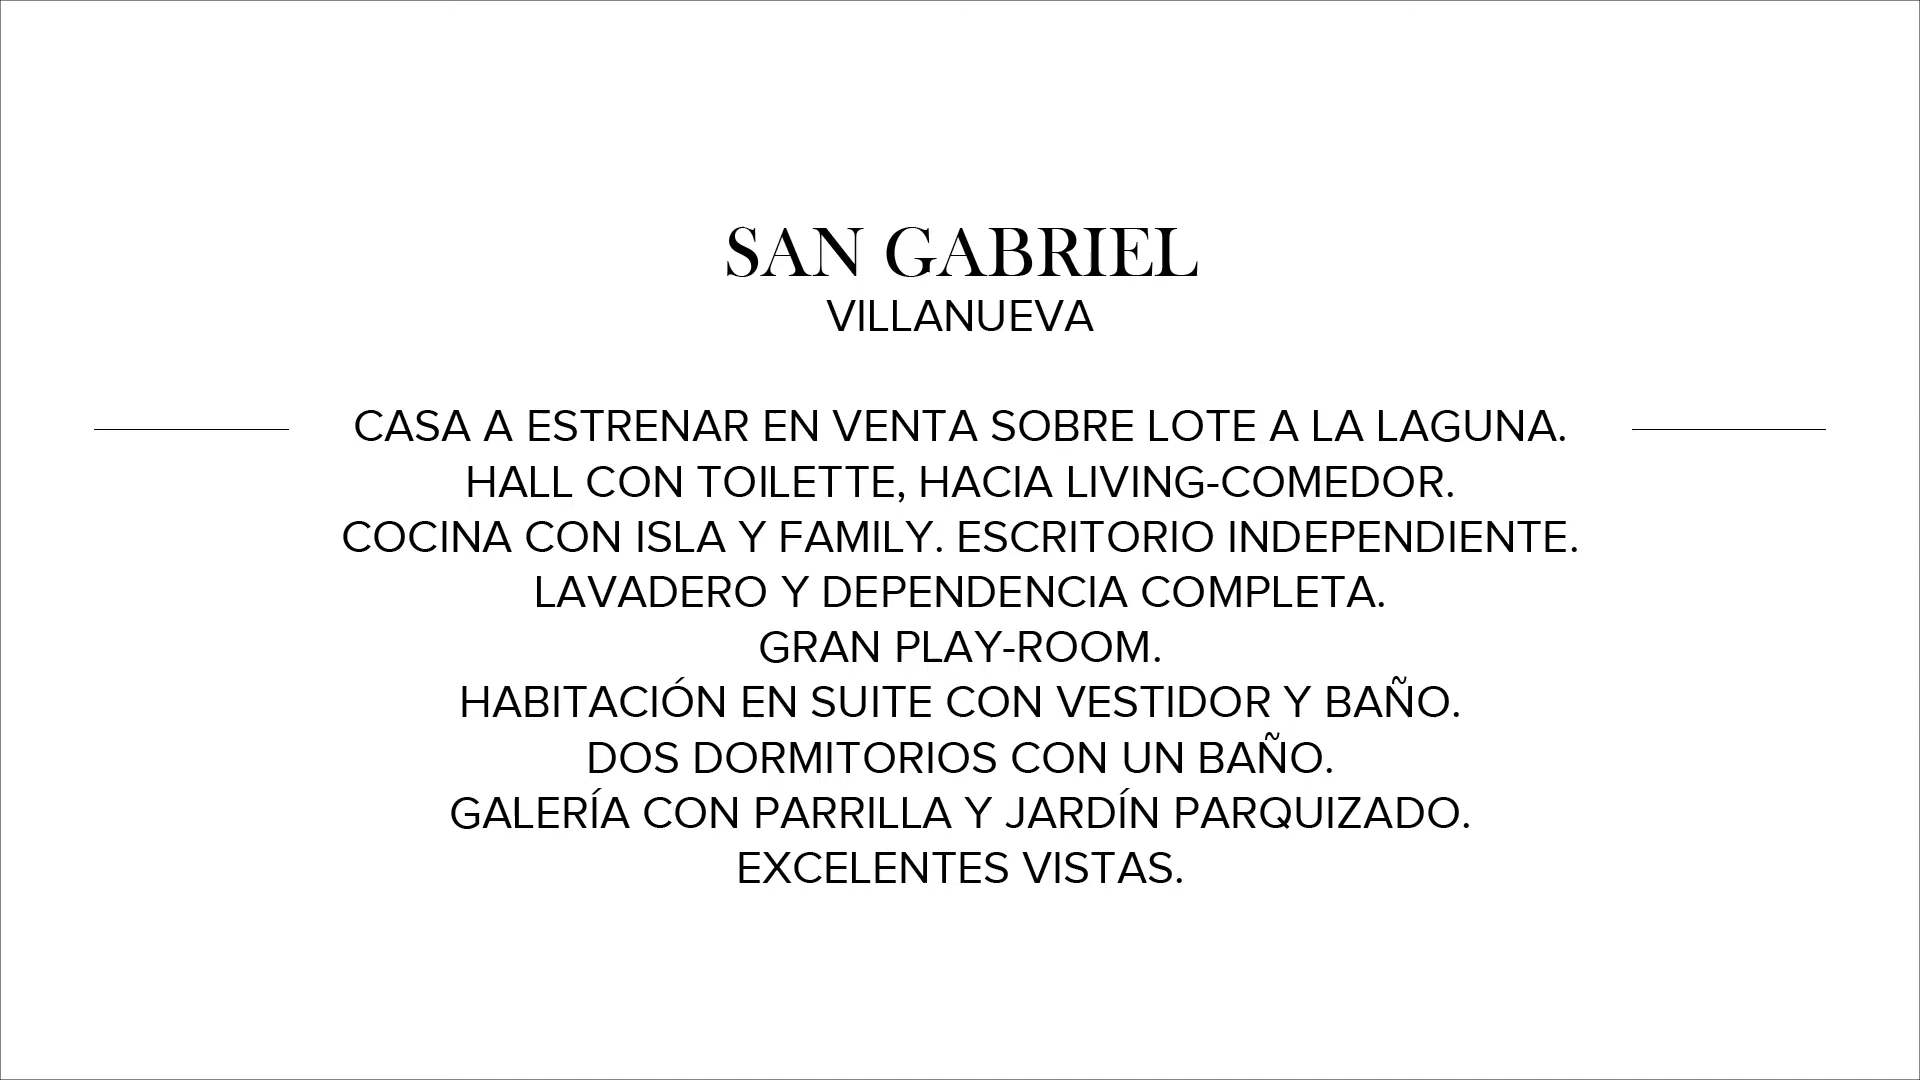 SAN GABRIEL
VILLANUEVA
CASA A ESTRENAR EN VENTA SOBRE LOTE A LA LAGUNA.
HALL CON TOILETTE, HACIA LIVING-COMEDOR.
COCINA CON ISLA Y FAMILY. ESCRITORIO INDEPENDIENTE.
LAVADERO Y DEPENDENCIA COMPLETA.
GRAN PLAY-ROOM.
HABITACIÓN EN SUITE CON VESTIDOR Y BAÑO.
DOS DORMITORIOS CON UN BAÑO.
GALERÍA CON PARRILLA Y JARDÍN PARQUIZADO.
EXCELENTES VISTAS.